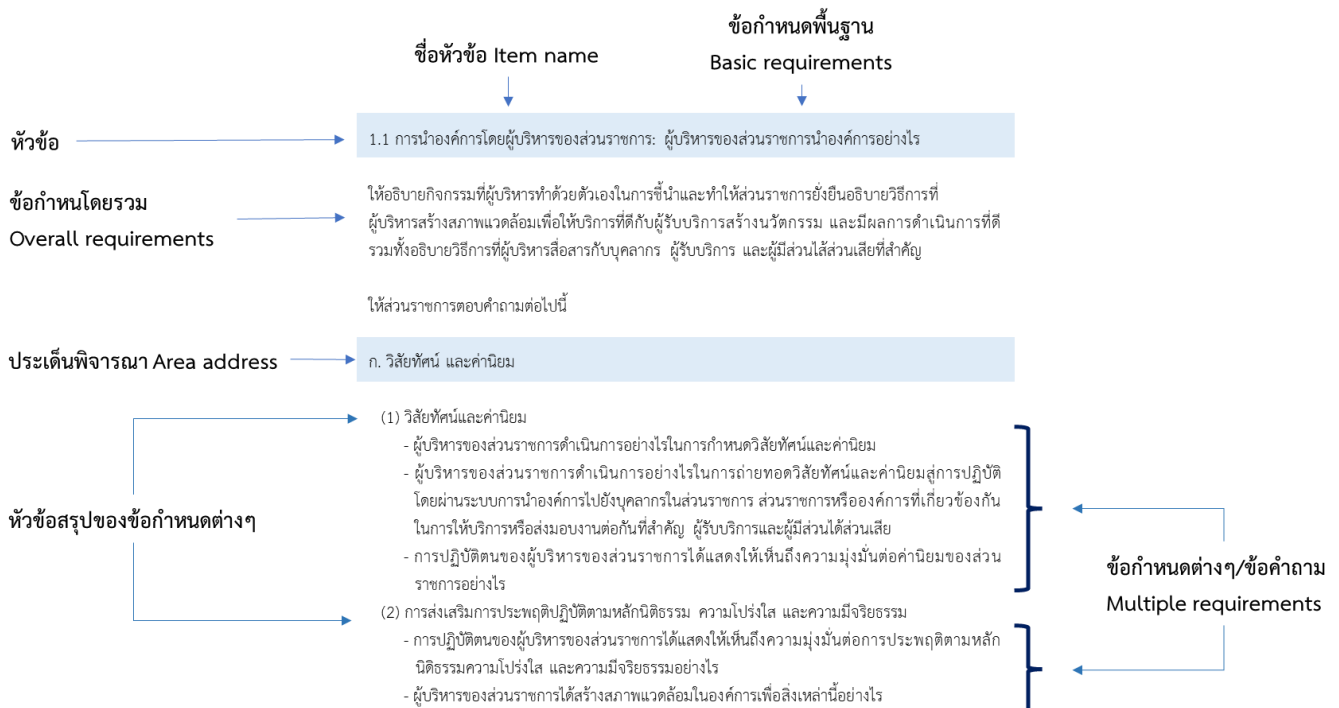 ข้อกำหนดพื้นฐาน
Basic requirements
ชื่อหัวข้อ Item name
หัวข้อ
1.1 การนำองค์การโดยผู้บริหารของส่วนราชการ: ผู้บริหารของส่วนราชการนำองค์การอย่างไร
ข้อกำหนโดยรวม
Overall requirements
ให้อธิบายกิจกรรมที่ผู้บริหารทำด้วยตัวเองในการชี้นำและทำให้ส่วนราชการยั่งยืนอธิบายวิธีการที่
ผู้บริหารสร้างสภาพแวดล้อมเพื่อให้บริการที่ดีกับผู้รับบริการสร้างนวัตกรรม และมีผลการดำเนินการที่ดี
รวมทั้งอธิบายวิธีการที่ผู้บริหารสื่อสารกับบุคลากร ผู้รับบริการ และผู้มีส่วนไส้ส่วนเสียที่สำคัญ
ให้ส่วนราชการตอบคำถามต่อไปนี้
ประเด็นพิจารณา Area address
ก. วิสัยทัศน์ และค่านิยม
(1) วิสัยทัศน์และค่านิยม
- ผู้บริหารของส่วนราชการดำเนินการอย่างไรในการกำหนดวิสัยทัศน์และค่านิยม
- ผู้บริหารของส่วนราชการดำเนินการอย่างไรในการถ่ายทอดวิสัยทัศน์และค่านิยมสู่การปฏิบัติ
โดยผ่านระบบการนำองค์การไปยังบุคลากรในส่วนราชการ ส่วนราชการหรือองค์การที่เกี่ยวข้องกัน
ในการให้บริการหรือส่งมอบงานต่อกันที่สำคัญ ผู้รับบริการและผู้มีส่วนได้ส่วนเสีย
- การปฏิบัติตนของผู้บริหารของส่วนราชการได้แสดงให้เห็นถึงความมุ่งมั่นต่อค่านิยมของส่วน
ราชการอย่างไร
หัวข้อสรุปของข้อกำหนดต่างๆ
ข้อกำหนดต่างๆ/ข้อคำถาม
Multiple requirements
(2) การส่งเสริมการประพฤติปฏิบัติตามหลักนิติธรรม ความโปร่งใส และความมีจริยธรรม
- การปฏิบัติตนของผู้บริหารของส่วนราชการได้แสดงให้เห็นถึงความมุ่งมั่นต่อการประพฤติตามหลัก
นิติธรรมความโปร่งใส และความมีจริยธรรมอย่างไร
- ผู้บริหารของส่วนราชการได้สร้างสภาพแวดล้อมในองค์การเพื่อสิ่งเหล่านี้อย่างไร